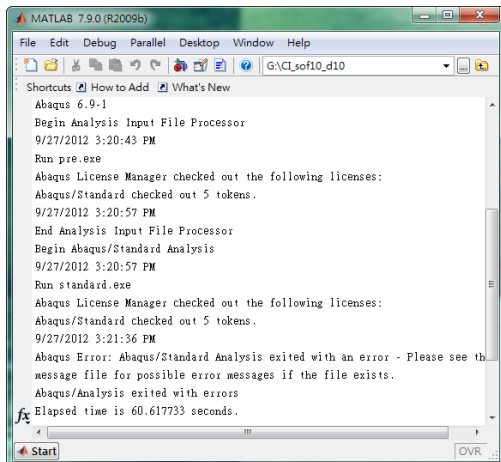 MATLAB 7.9.0 (R2009b)
File Edit Debug Parallel Desktop Window Help
G:\CI_sof10_d10
Shortcuts How to Add What's New
Abaqus 6.9-1
Begin Analysis Input File Processor
9/27/2012 3:20:43 PM
Run pre.exe
Abaqus License Manager checked out the following licenses:
Abaqus/Standard checked out 5 tokens.
9/27/2012 3:20:57 PM
End Analysis Input File Processor
Begin Abaqus/Standard Analysis
9/27/2012 3:20:57 PM
Run standard.exe
Abaqus License Manager checked out the following licenses:
Abaqus/Standard checked out 5 tokens.
9/27/2012 3:21:36 PM
Abaqus Error: Abaqus/Standard Analysis exited with an error - Please see th
message file for possible error messages if the file exists.
Abaqus/Analysis exited with errors
fx Elapsed time is 60.617733 seconds.
Start OVR